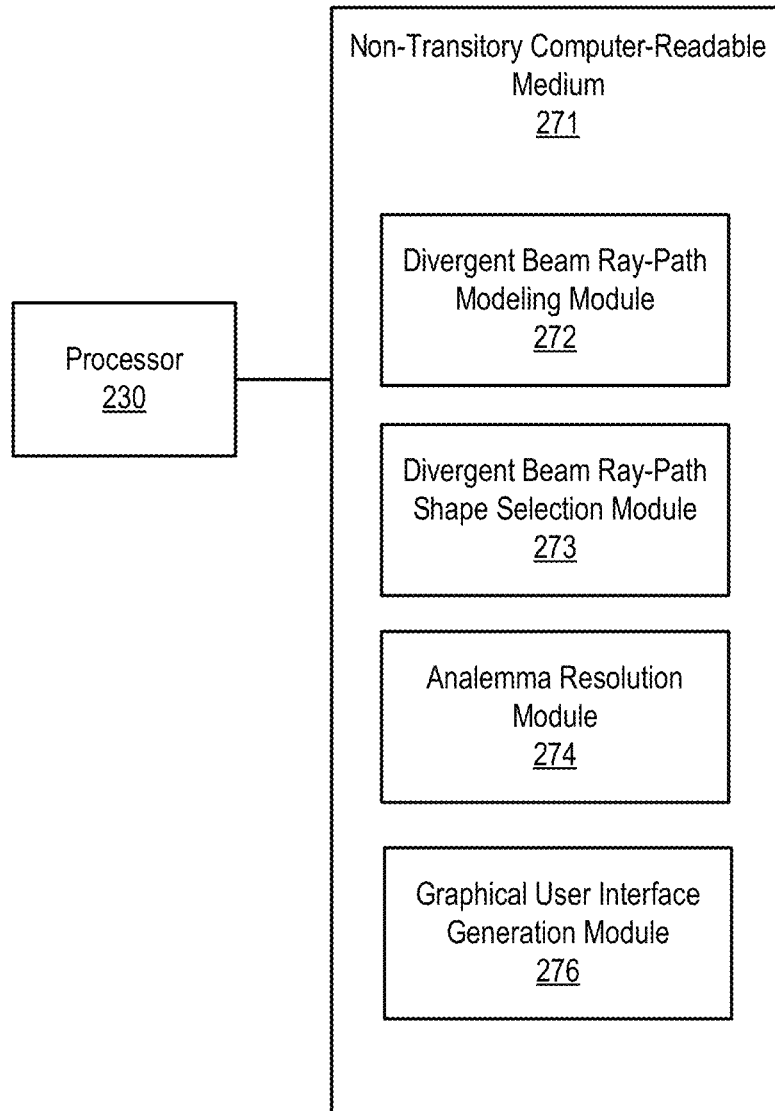 Non-Transitory Computer-Readable
Medium
271
Divergent Beam Ray-Path
Modeling Module
272
Processor
230
Divergent Beam Ray-Path
Shape Selection Module
273
Analemma Resolution
Module
274
Graphical User Interface
Generation Module
276